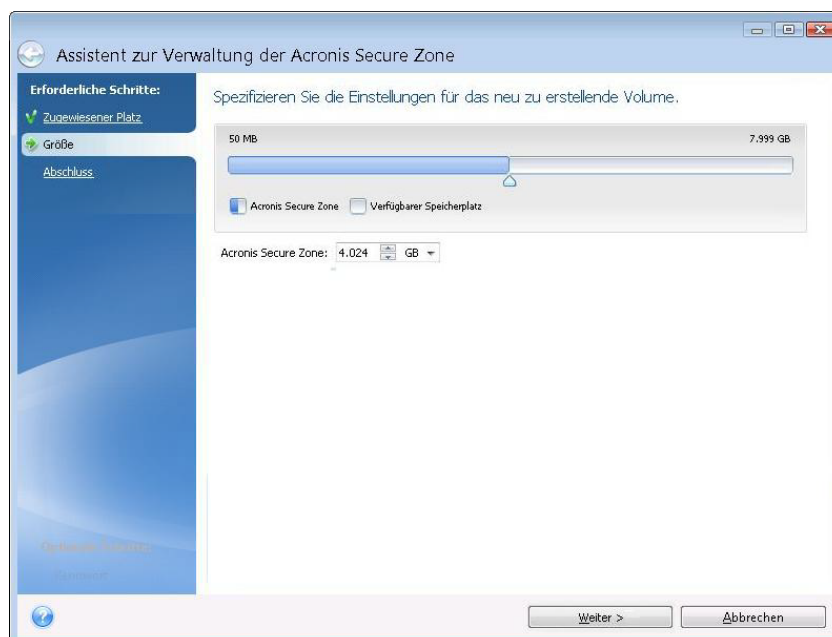 Assistent zur Verwaltung der Acronis Secure Zone
Erforderliche Schritte:
Zugewiesener Platz
Größe
Abschluss
Spezifizieren Sie die Einstellungen für das neu zu erstellende Volume.
50 MB 7.999 GB
Acronis Secure Zone Verfügbarer Speicherplatz
Acronis Secure Zone: 4.024 GB
Weiter > Abbrechen